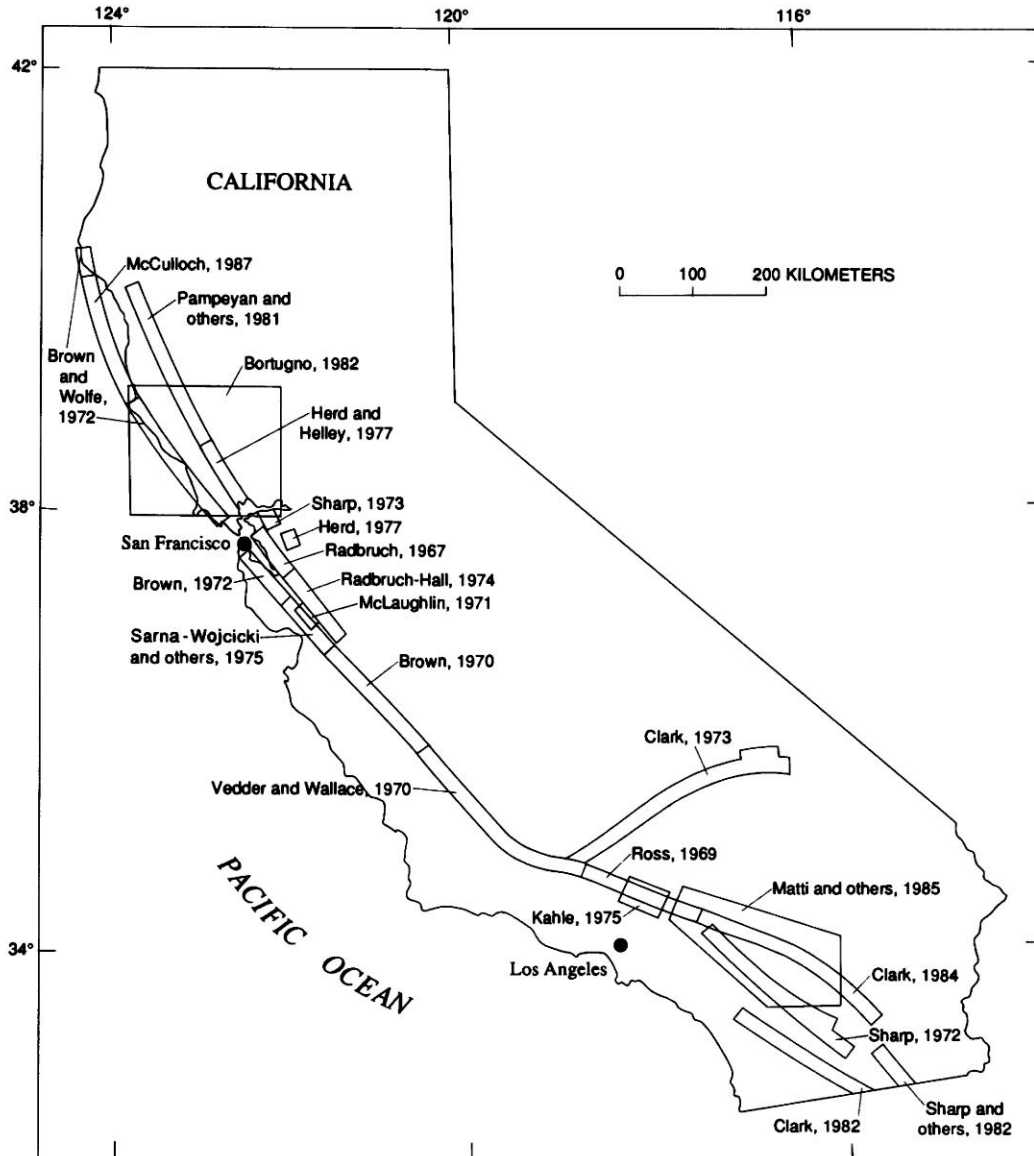 124°
120°
116°
42°
CALIFORNIA
McCulloch, 1987
0 100 200 KILOMETERS
Pampeyan and
others, 1981
Brown
and
Wolfe,
1972
Bortugno, 1982
Herd and
Helley, 1977
38°
Sharp, 1973
Herd, 1977
San Francisco
Radbruch, 1967
Brown, 1972
Radbruch-Hall, 1974
McLaughlin, 1971
Sarna-Wojcicki
and others, 1975
Brown, 1970
Clark, 1973
Vedder and Wallace, 1970
Ross, 1969
Matti and others, 1985
Kahle, 1975
PACIFIC OCEAN
34°
Los Angeles
Clark, 1984
Sharp, 1972
Clark, 1982
Sharp and
others, 1982